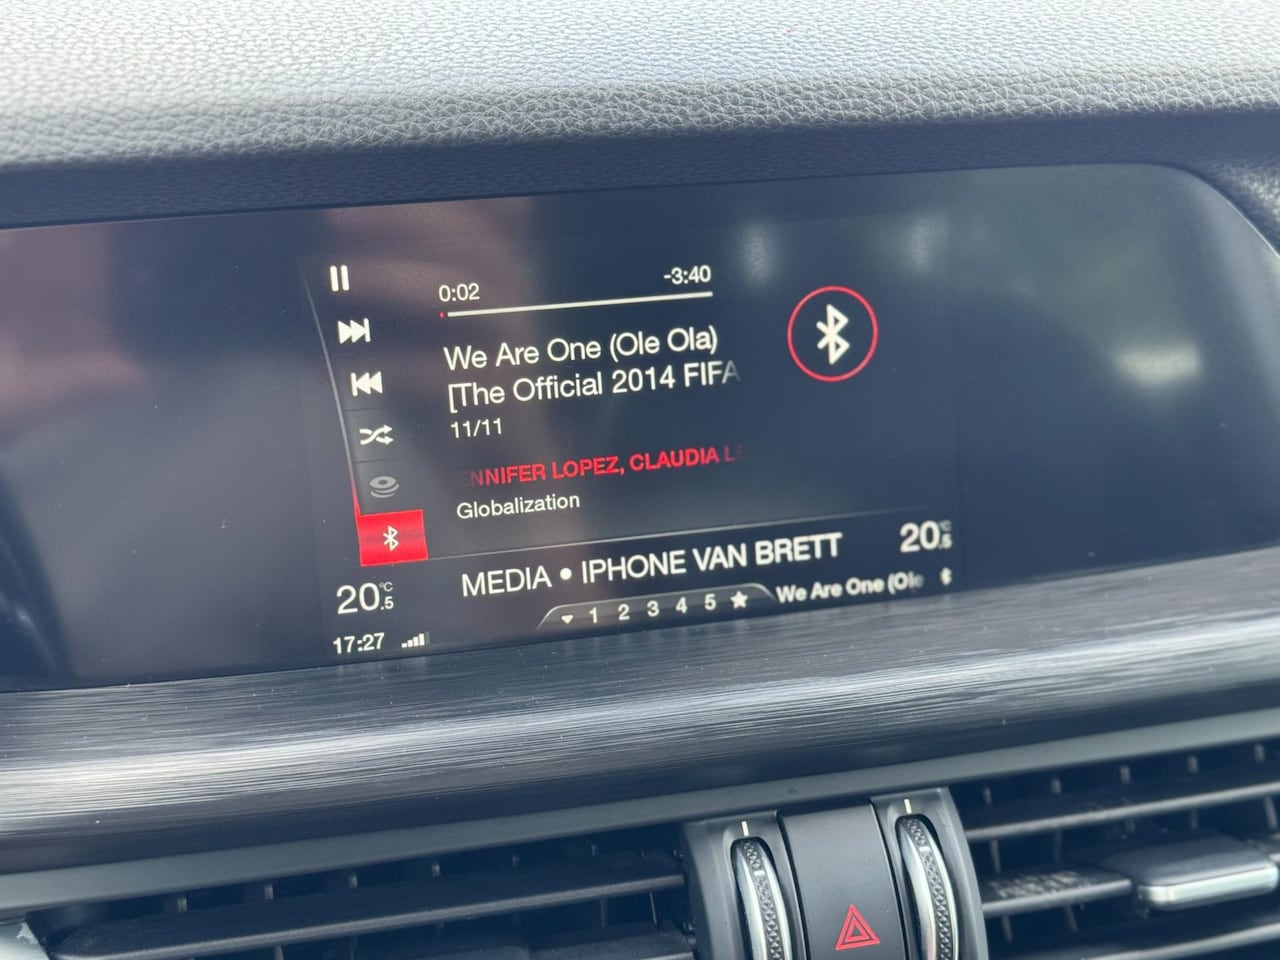 0:02 -3:40
We Are One (Ole Ola)
[The Official 2014 FIFA
11/11
NNIFER LOPEZ, CLAUDIA L
Globalization
MEDIA • IPHONE VAN BRETT
20.5 °C
20.5 °C
1 2 3 4 5 ★ We Are One (Ole
17:27